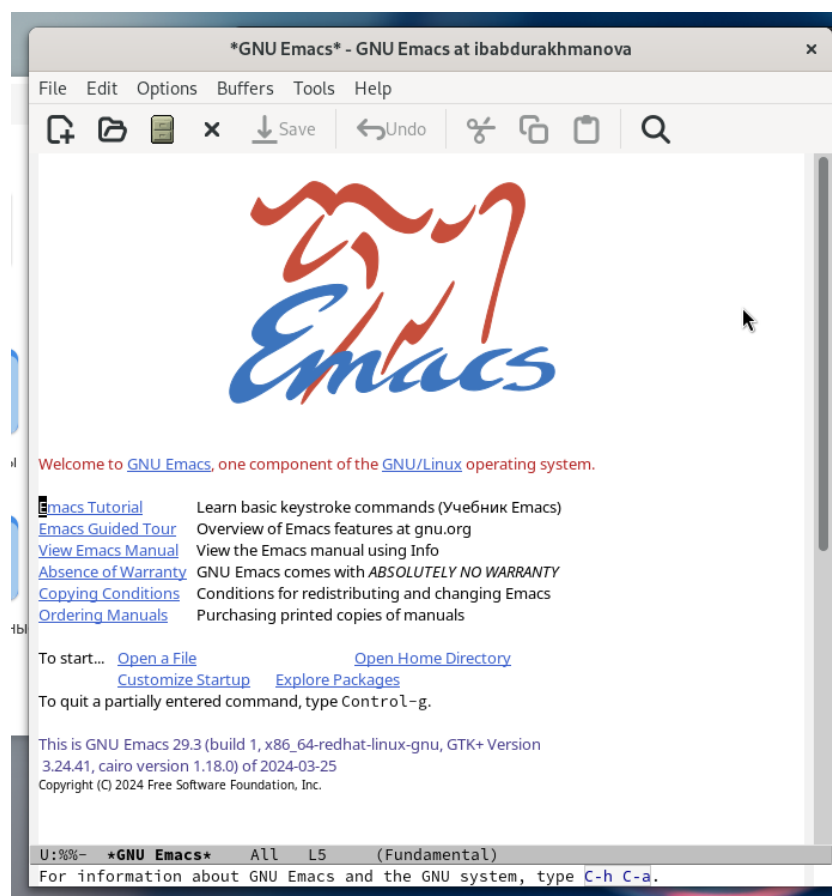 *GNU Emacs* - GNU Emacs at ibabdurakhmanova
File Edit Options Buffers Tools Help
Save Undo
Emacs
Welcome to GNU Emacs, one component of the GNU/Linux operating system.
Emacs Tutorial Learn basic keystroke commands (Учебник Emacs)
Emacs Guided Tour Overview of Emacs features at gnu.org
View Emacs Manual View the Emacs manual using Info
Absence of Warranty GNU Emacs comes with ABSOLUTELY NO WARRANTY
Copying Conditions Conditions for redistributing and changing Emacs
Ordering Manuals Purchasing printed copies of manuals
To start... Open a File Open Home Directory
Customize Startup Explore Packages
To quit a partially entered command, type Control-g.
This is GNU Emacs 29.3 (build 1, x86_64-redhat-linux-gnu, GTK+ Version
3.24.41, cairo version 1.18.0) of 2024-03-25
Copyright (C) 2024 Free Software Foundation, Inc.
U:%%- *GNU Emacs* All L5 (Fundamental)
For information about GNU Emacs and the GNU system, type C-h C-a.